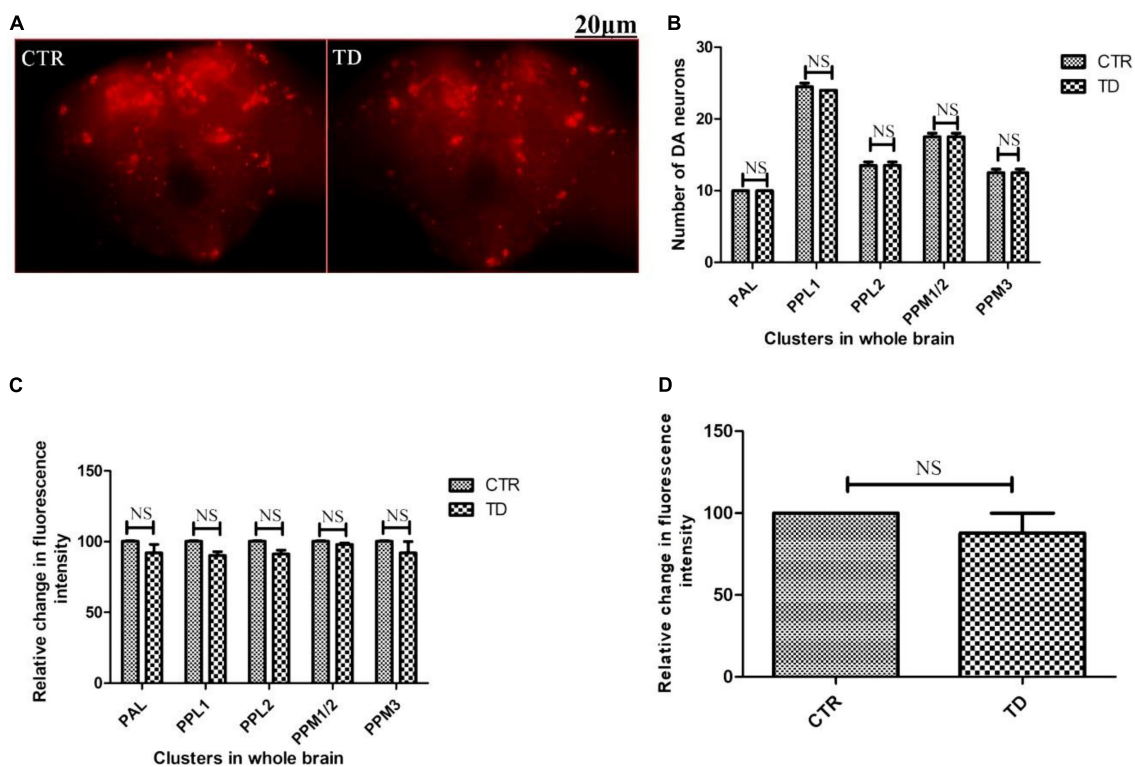 A
20μm
CTR
TD
B
Number of DA neurons
30
20
10
0
NS
NS
NS
NS
NS
CTR
TD
PAL
PPL1
PPL2
PPM1/2
PPM3
Clusters in whole brain
C
Relative change in fluorescence
intensity
150
100
50
0
NS
NS
NS
NS
NS
CTR
TD
PAL
PPL1
PPL2
PPM1/2
PPM3
Clusters in whole brain
D
Relative change in fluorescence
intensity
150
100
50
0
NS
CTR
TD